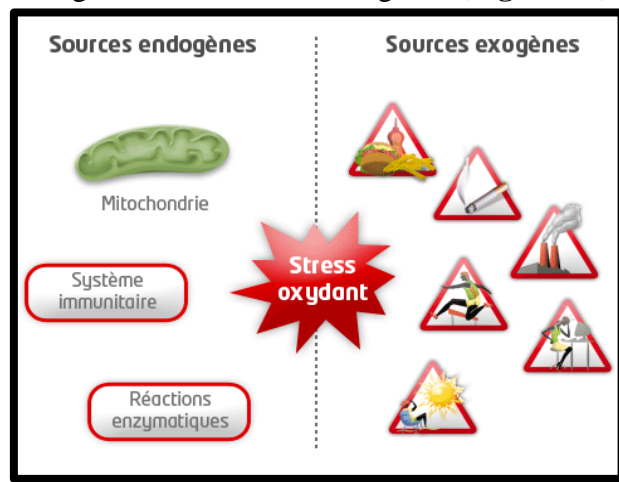 Sources endogènes
Sources exogènes
Mitochondrie
Stress
oxydant
Système
immunitaire
Réactions
enzymatiques